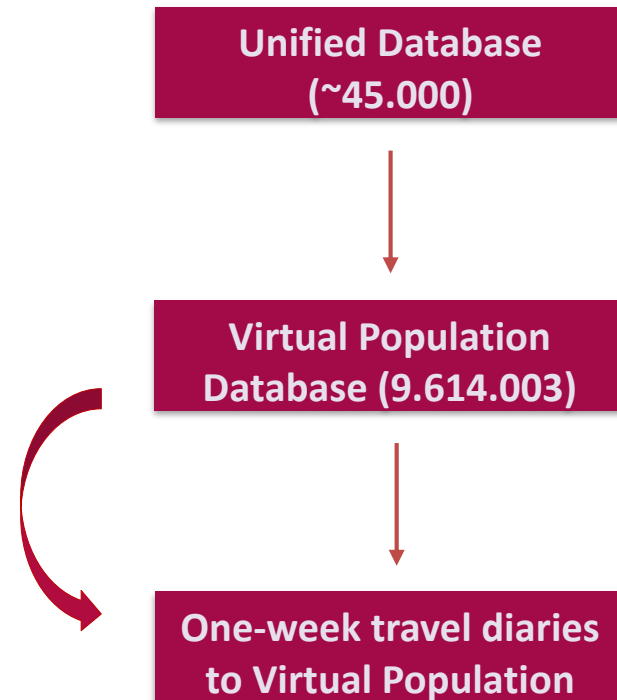 Unified Database
(~45.000)
Virtual Population
Database (9.614.003)
One-week travel diaries
to Virtual Population